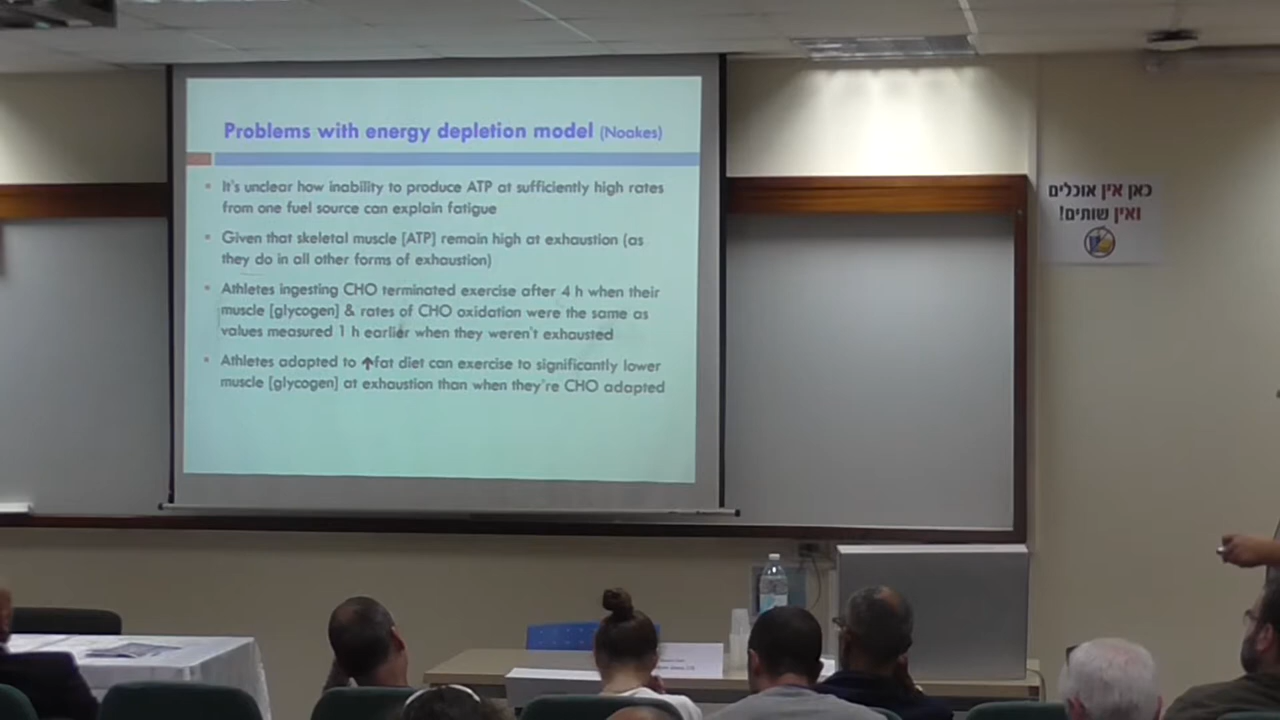 Problems with energy depletion model (Noakes)
It's unclear how inability to produce ATP at sufficiently high rates
from one fuel source can explain fatigue
Given that skeletal muscle [ATP] remain high at exhaustion (as
they do in all other forms of exhaustion)
Athletes ingesting CHO terminated exercise after 4 h when their
muscle [glycogen] & rates of CHO oxidation were the same as
values measured 1 h earlier when they weren't exhausted
Athletes adapted to ↑fat diet can exercise to significantly lower
muscle [glycogen] at exhaustion than when they're CHO adapted
כאן אין אוכלים
ואין שותים!